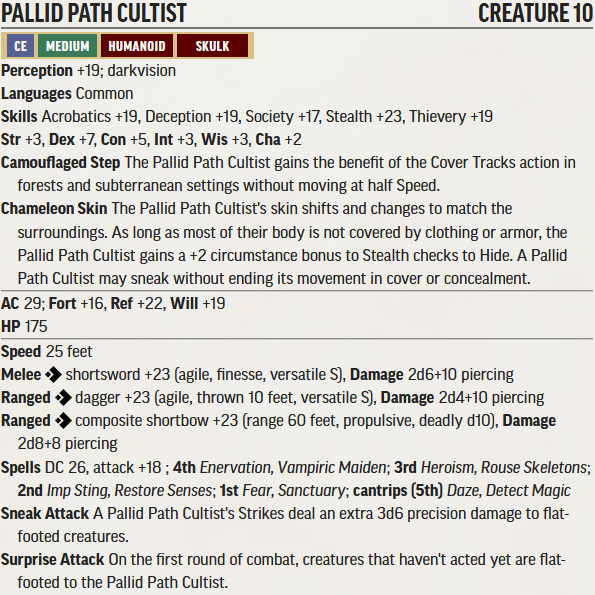 PALLID PATH CULTIST CREATURE 10
CE MEDIUM HUMANOID SKULK
Perception +19; darkvision
Languages Common
Skills Acrobatics +19, Deception +19, Society +17, Stealth +23, Thievery +19
Str +3, Dex +7, Con +5, Int +3, Wis +3, Cha +2
Camouflaged Step The Pallid Path Cultist gains the benefit of the Cover Tracks action in
forests and subterranean settings without moving at half Speed.
Chameleon Skin The Pallid Path Cultist's skin shifts and changes to match the
surroundings. As long as most of their body is not covered by clothing or armor, the
Pallid Path Cultist gains a +2 circumstance bonus to Stealth checks to Hide. A Pallid
Path Cultist may sneak without ending its movement in cover or concealment.
AC 29; Fort +16, Ref +22, Will +19
HP 175
Speed 25 feet
Melee shortsword +23 (agile, finesse, versatile S), Damage 2d6+10 piercing
Ranged dagger +23 (agile, thrown 10 feet, versatile S), Damage 2d4+10 piercing
Ranged composite shortbow +23 (range 60 feet, propulsive, deadly d10), Damage
2d8+8 piercing
Spells DC 26, attack +18 ; 4th Enervation, Vampiric Maiden; 3rd Heroism, Rouse Skeletons;
2nd Imp Sting, Restore Senses; 1st Fear, Sanctuary; cantrips (5th) Daze, Detect Magic
Sneak Attack A Pallid Path Cultist's Strikes deal an extra 3d6 precision damage to flat-
footed creatures.
Surprise Attack On the first round of combat, creatures that haven't acted yet are flat-
footed to the Pallid Path Cultist.